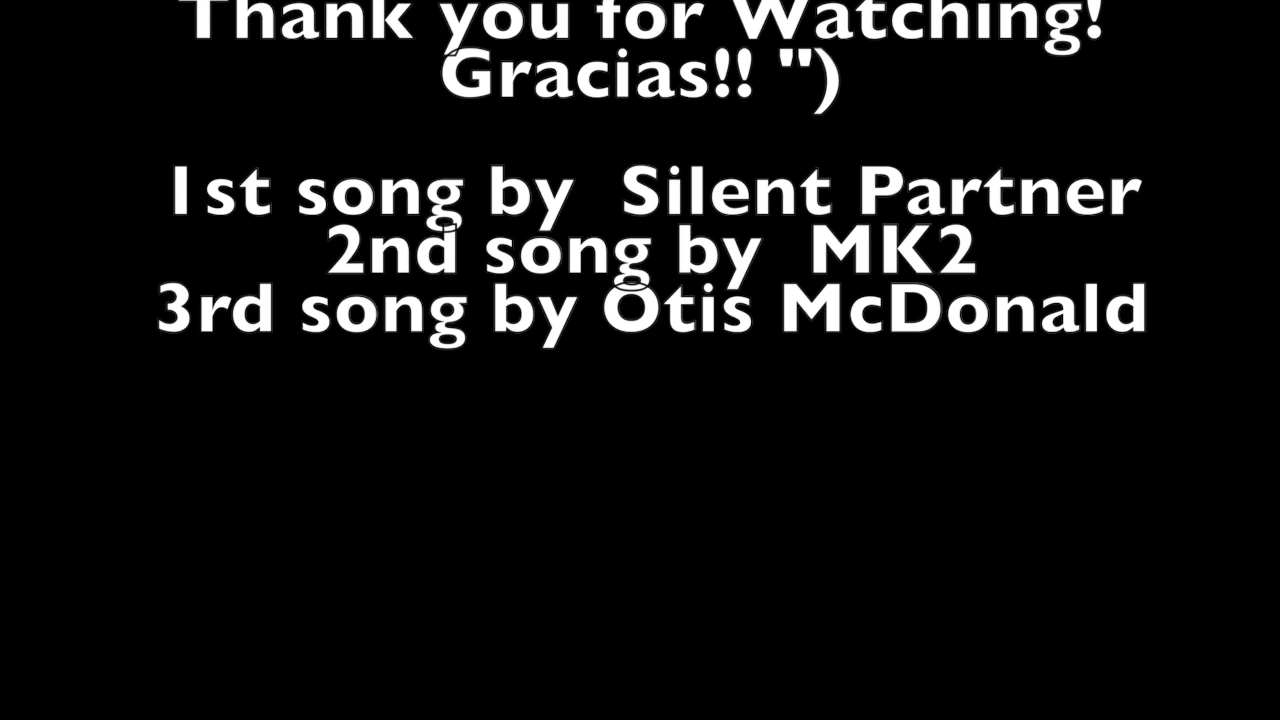 Thank you for Watching!
Gracias!! ")
1st song by Silent Partner
2nd song by MK2
3rd song by Otis McDonald